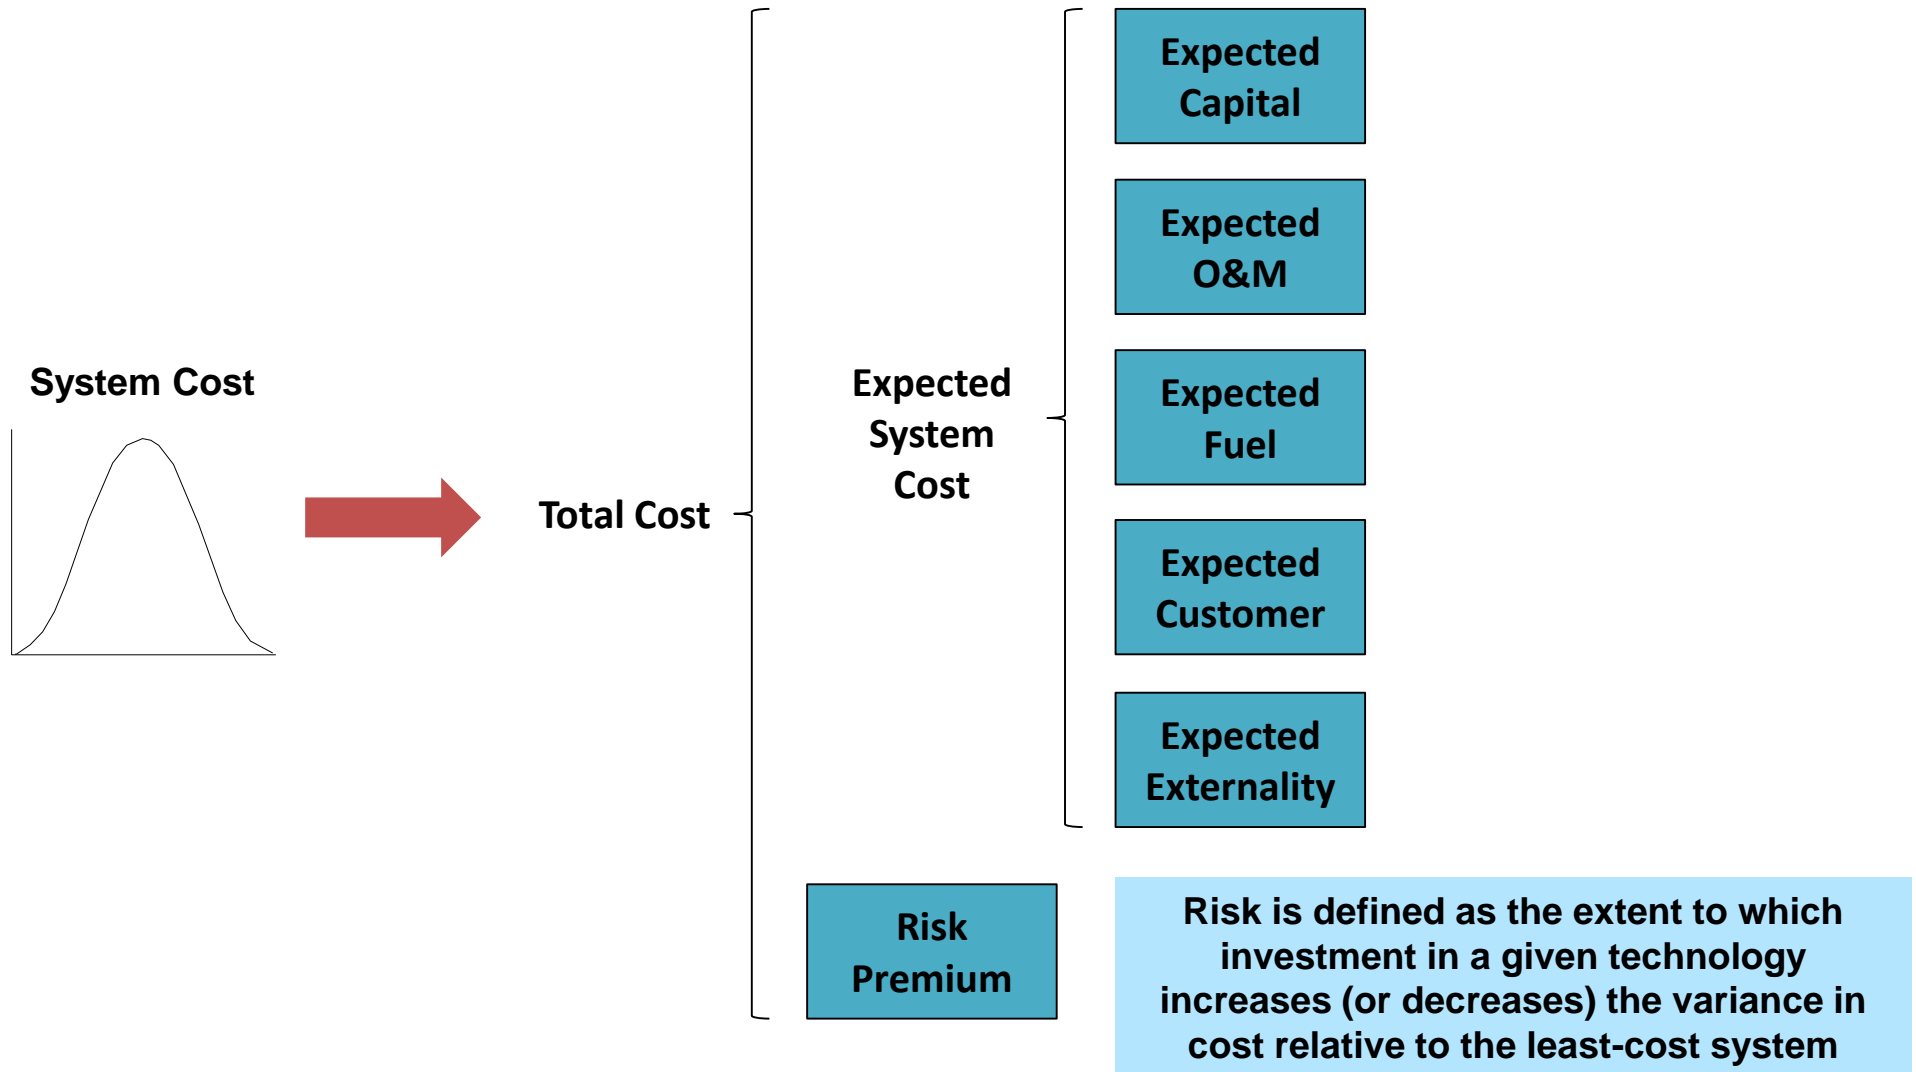 System Cost
Total Cost
Expected
System
Cost
Expected
Capital
Expected
O&M
Expected
Fuel
Expected
Customer
Expected
Externality
Risk
Premium
Risk is defined as the extent to which
investment in a given technology
increases (or decreases) the variance in
cost relative to the least-cost system